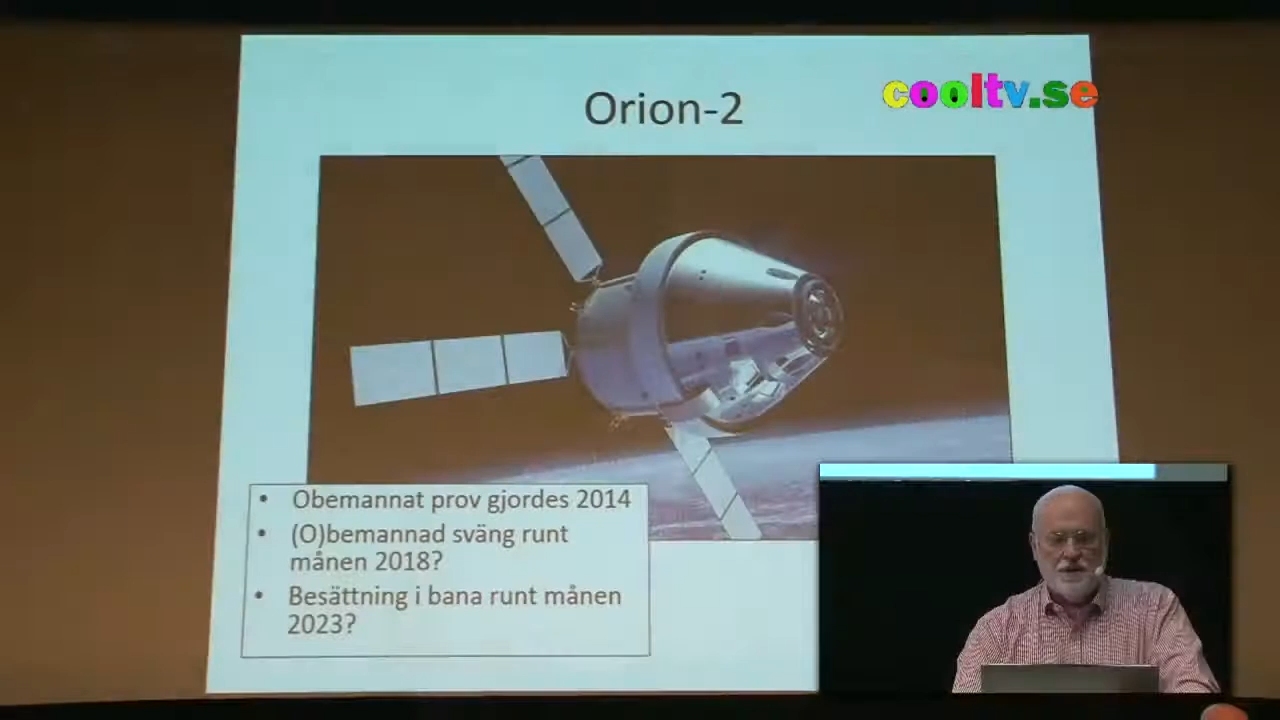 Orion-2
cooltv.se
• Obemannat prov gjordes 2014
• (O)bemannad sväng runt
månen 2018?
• Besättning i bana runt månen
2023?